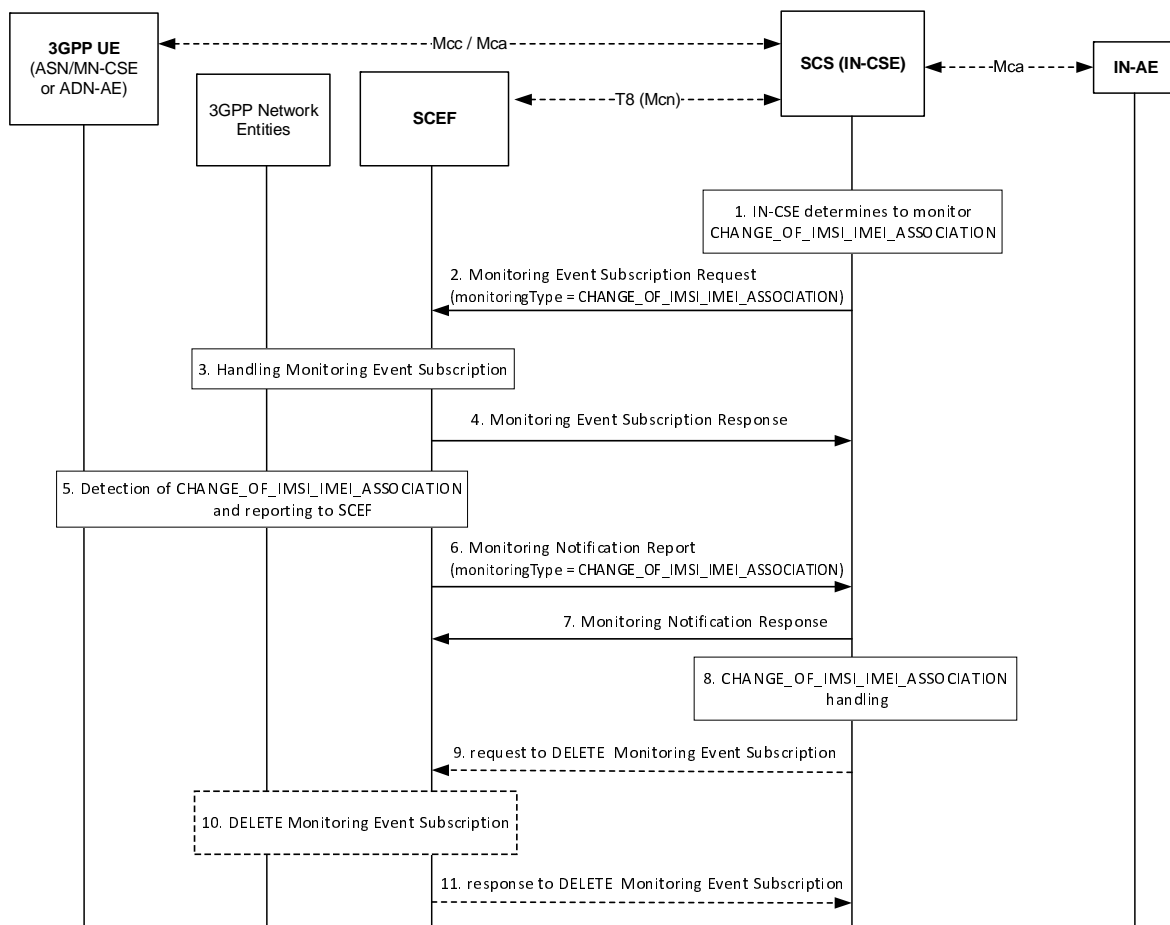 3GPP UE
(ASN/MN-CSE
or ADN-AE)
Mcc / Mca
SCS (IN-CSE)
Mca
IN-AE
3GPP Network
Entities
SCEF
T8 (Mcn)
1. IN-CSE determines to monitor
CHANGE_OF_IMSI_IMEI_ASSOCIATION
2. Monitoring Event Subscription Request
(monitoringType = CHANGE_OF_IMSI_IMEI_ASSOCIATION)
3. Handling Monitoring Event Subscription
4. Monitoring Event Subscription Response
5. Detection of CHANGE_OF_IMSI_IMEI_ASSOCIATION
and reporting to SCEF
6. Monitoring Notification Report
(monitoringType = CHANGE_OF_IMSI_IMEI_ASSOCIATION)
7. Monitoring Notification Response
8. CHANGE_OF_IMSI_IMEI_ASSOCIATION
handling
9. request to DELETE Monitoring Event Subscription
10. DELETE Monitoring Event Subscription
11. response to DELETE Monitoring Event Subscription